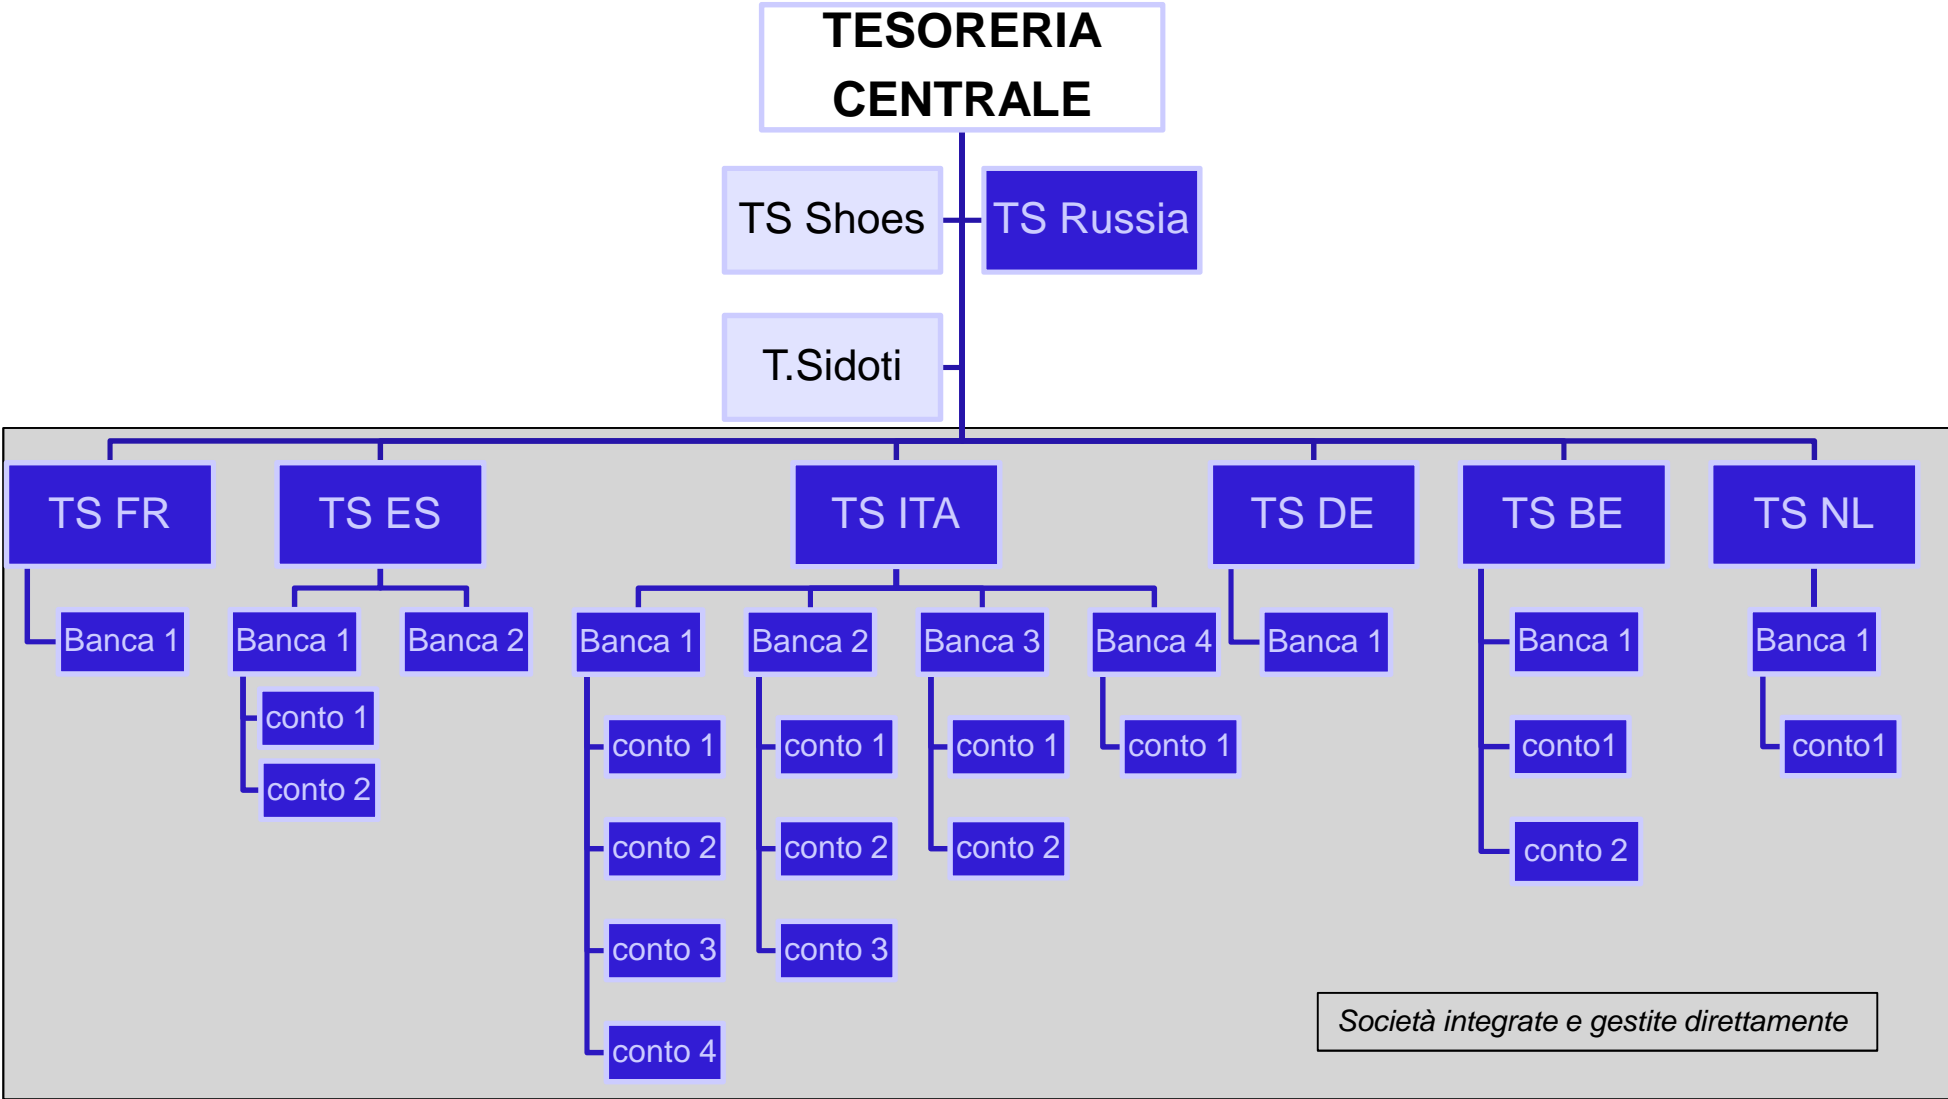 TESORERIA
CENTRALE
TS Shoes
TS Russia
T.Sidoti
TS FR
TS ES
TS ITA
TS DE
TS BE
TS NL
Banca 1
Banca 1
Banca 2
Banca 1
Banca 2
Banca 3
Banca 4
Banca 1
Banca 1
Banca 1
conto 1
conto 2
conto 1
conto 1
conto 1
conto 1
conto1
conto1
conto 2
conto 2
conto 2
conto 2
conto 3
conto 3
conto 4
Società integrate e gestite direttamente